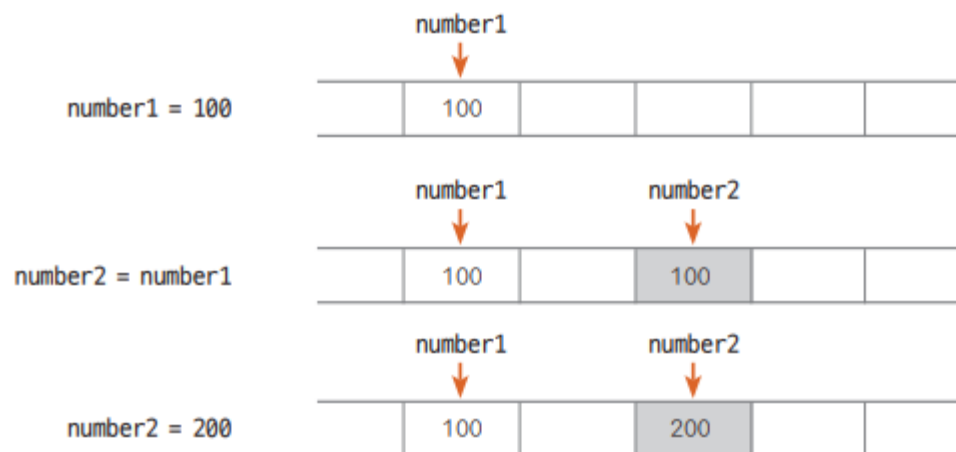 number1
number1 = 100 100
number1 number2
number2 = number1 100 100
number1 number2
number2 = 200 100 200